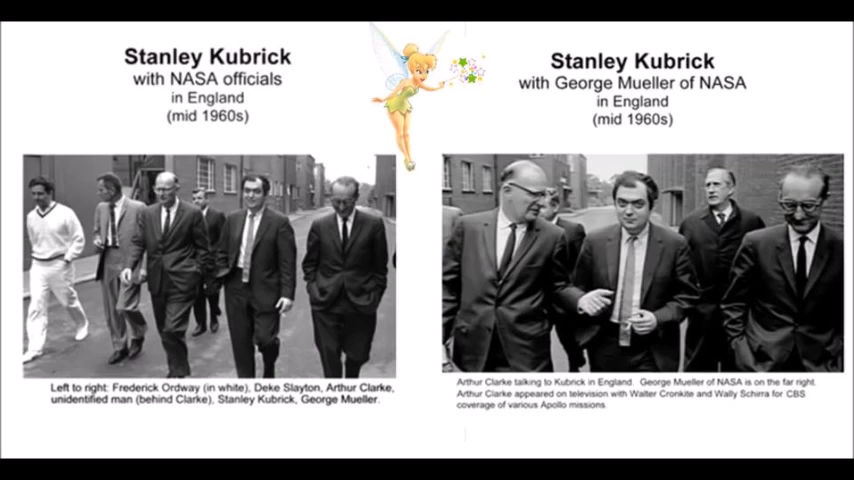 Stanley Kubrick
with NASA officials
in England
(mid 1960s)
Left to right: Frederick Ordway (in white), Deke Slayton, Arthur Clarke,
unidentified man (behind Clarke), Stanley Kubrick, George Mueller.
Stanley Kubrick
with George Mueller of NASA
in England
(mid 1960s)
Arthur Clarke talking to Kubrick in England. George Mueller of NASA is on the far right.
Arthur Clarke appeared on television with Walter Cronkite and Wally Schirra for CBS
coverage of various Apollo missions.